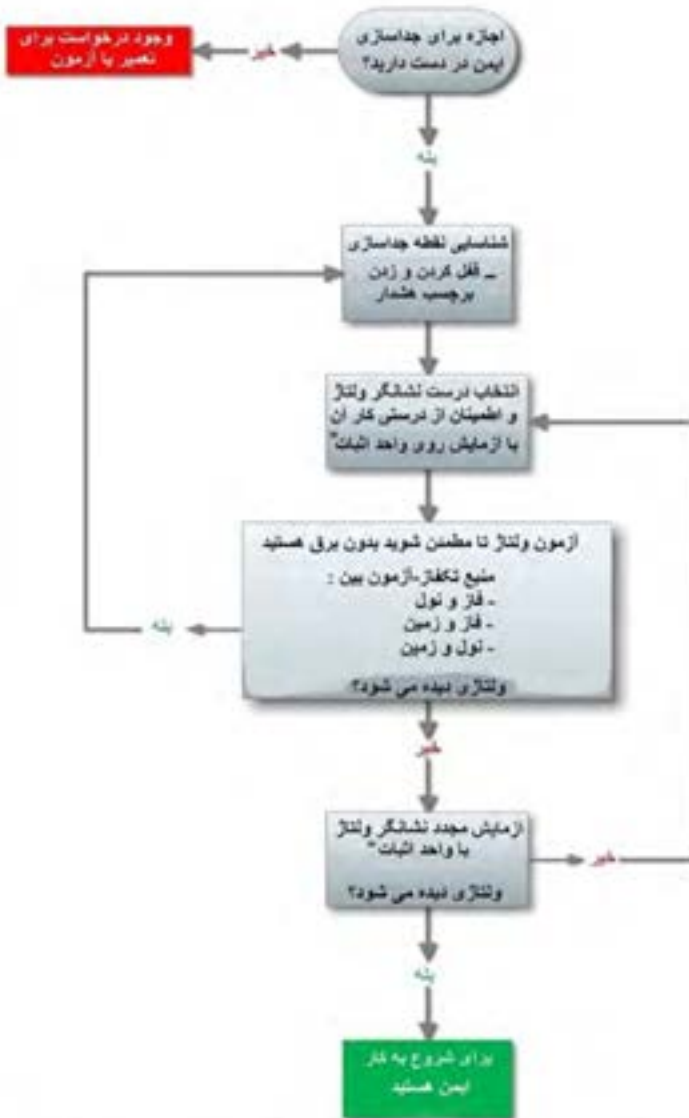 اجازه برای جداسازی
ایمن در دست دارید؟
خیر
وجود درخواست برای
تعمیر یا آزمون
بله
شناسایی نقطه جداسازی
_ قفل کردن و زدن
برچسب هشدار
انتخاب درست نشانگر ولتاژ
و اطمینان از درستی کار آن
با ازمایش روی واحد اثبات"
آزمون ولتاژ تا مطمئن شوید بدون برق هستید
منبع تکفاز-آزمون بین :
- فاز و نول
- فاز و زمین
- نول و زمین
ولتاژی دیده می شود؟
بله
خیر
ازمایش مجدد نشانگر ولتاژ
با واحد اثبات"
ولتاژی دیده می شود؟
خیر
بله
برای شروع به کار
ایمن هستید